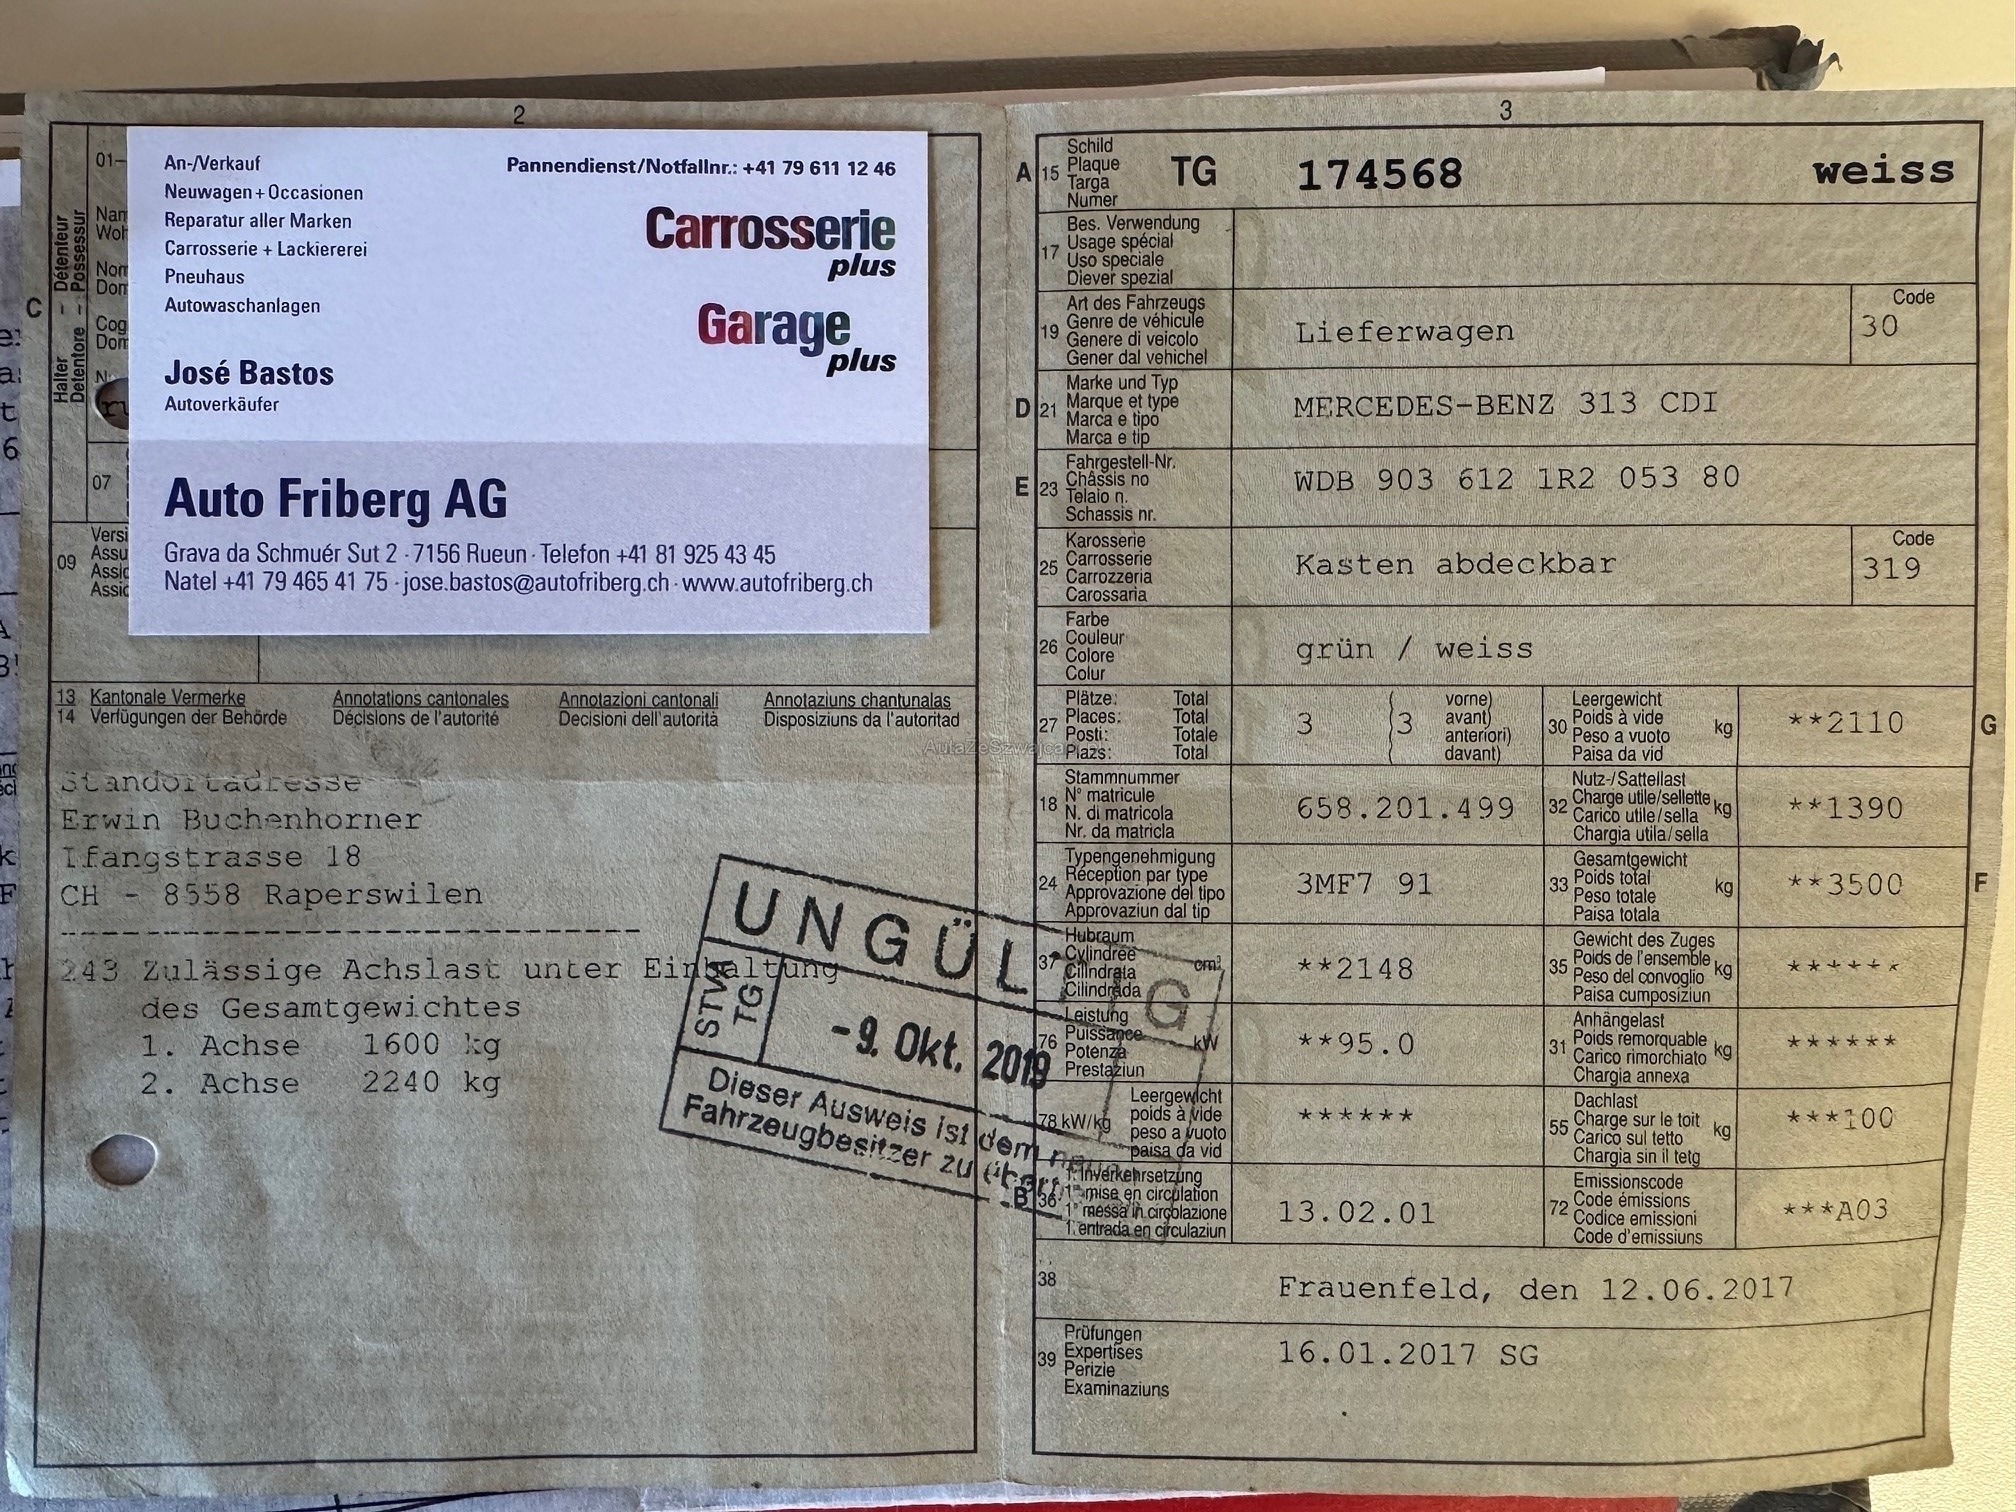 2
01
Nam
Woh
Nom
Dom
Cog
Dom
C
Halter – Détenteur
Detentore – Possessur
07
09
Versi
Assu
Assic
Assic
An-/Verkauf
Neuwagen + Occasionen
Reparatur aller Marken
Carrosserie + Lackiererei
Pneuhaus
Autowaschanlagen
Pannendienst/Notfallnr.: +41 79 611 12 46
Carrosserie
plus
Garage
plus
José Bastos
Autoverkäufer
Auto Friberg AG
Grava da Schmuér Sut 2 · 7156 Rueun · Telefon +41 81 925 43 45
Natel +41 79 465 41 75 · jose.bastos@autofriberg.ch · www.autofriberg.ch
13 Kantonale Vermerke Annotations cantonales Annotazioni cantonali Annotaziuns chantunalas
14 Verfügungen der Behörde Décisions de l'autorité Decisioni dell'autorità Disposiziuns da l'autoritad
Standortadresse
Erwin Buchenhorner
Ifangstrasse 18
CH - 8558 Raperswilen
243 Zulässige Achslast unter Einhaltung
des Gesamtgewichtes
1. Achse 1600 kg
2. Achse 2240 kg
UNGÜL G
STVA
TG
-9. Okt. 2019
Dieser Ausweis ist dem
Fahrzeugbesitzer zu
3
A 15 Schild
Plaque
Targa
Numer
TG 174568 weiss
17 Bes. Verwendung
Usage spécial
Uso speciale
Diever spezial
19 Art des Fahrzeugs
Genre de véhicule
Genere di veicolo
Gener dal vehichel
Lieferwagen
Code
30
D 21 Marke und Typ
Marque et type
Marca e tipo
Marca e tip
MERCEDES-BENZ 313 CDI
E 23 Fahrgestell-Nr.
Châssis no
Telaio n.
Schassis nr.
WDB 903 612 1R2 053 80
25 Karosserie
Carrosserie
Carrozzeria
Carossaria
Kasten abdeckbar
Code
319
26 Farbe
Couleur
Colore
Colur
grün / weiss
27 Plätze: Total
Places: Total
Posti: Totale
Plazs: Total
3 (3 vorne)
avant)
anteriori)
davant)
30 Leergewicht
Poids à vide
Peso a vuoto
Paisa da vid
kg **2110 G
18 Stammnummer
N° matricule
N. di matricola
Nr. da matricla
658.201.499
32 Nutz-/Sattellast
Charge utile/sellette
Carico utile/sella
Chargia utila/sella
kg **1390
24 Typengenehmigung
Réception par type
Approvazione del tipo
Approvaziun dal tip
3MF7 91
33 Gesamtgewicht
Poids total
Peso totale
Paisa totala
kg **3500 F
37 Hubraum
Cylindrée
Cilindrata
Cilindrada
cm³ **2148
35 Gewicht des Zuges
Poids de l'ensemble
Peso del convoglio
Paisa cumposiziun
kg ******
76 Leistung
Puissance
Potenza
Prestaziun
kW **95.0
31 Anhängelast
Poids remorquable
Carico rimorchiato
Chargia annexa
kg ******
78 kW/kg Leergewicht
poids à vide
peso a vuoto
paisa da vid
******
55 Dachlast
Charge sur le toit
Carico sul tetto
Chargia sin il tetg
kg ***100
B 36 1. Inverkehrsetzung
1re mise en circulation
1a messa in circolazione
1. entrada en circulaziun
13.02.01
72 Emissionscode
Code émissions
Codice emissioni
Code d'emissiuns
***A03
38 Frauenfeld, den 12.06.2017
39 Prüfungen
Expertises
Perizie
Examinaziuns
16.01.2017 SG